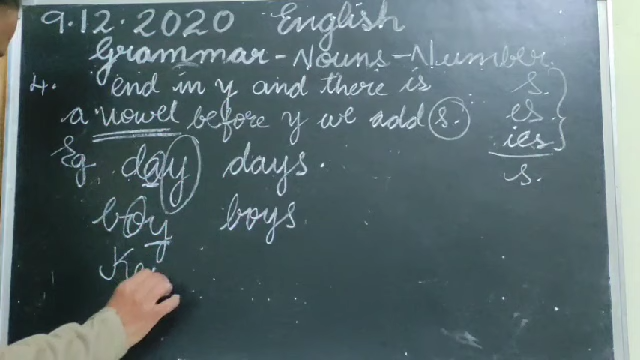 9.12.2020 English
Grammar - Nouns - Number
4. end in y and there is
a vowel before y we add s.
s.
es
ies
s.
Eg day days.
boy boys